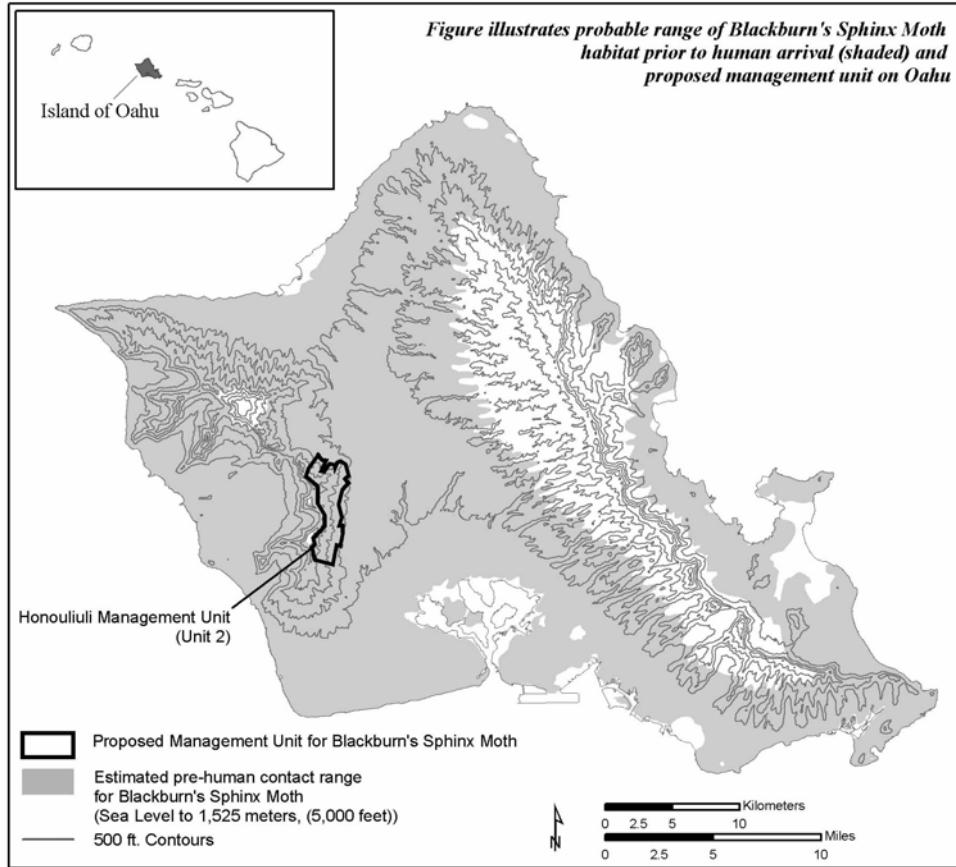 Figure illustrates probable range of Blackburn's Sphinx Moth
habitat prior to human arrival (shaded) and
proposed management unit on Oahu
Island of Oahu
Honouliuli Management Unit
(Unit 2)
Proposed Management Unit for Blackburn's Sphinx Moth
Estimated pre-human contact range
for Blackburn's Sphinx Moth
(Sea Level to 1,525 meters, (5,000 feet))
500 ft. Contours
N
Kilometers
0 2.5 5 10
Miles
0 2.5 5 10